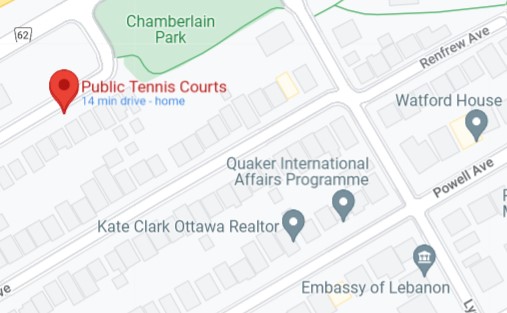 Chamberlain
Park
62
Renfrew Ave
Public Tennis Courts
14 min drive - home
Watford House
Quaker International
Affairs Programme
Powell Ave
Kate Clark Ottawa Realtor
Embassy of Lebanon